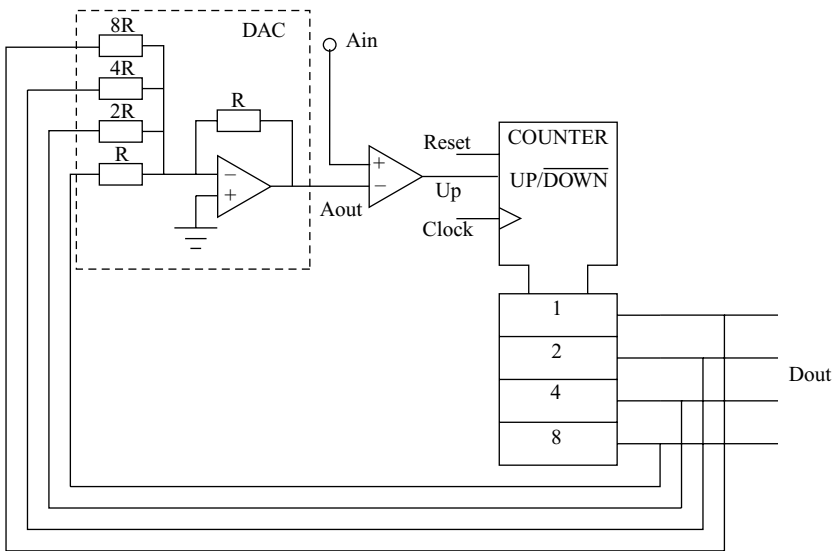 8R
DAC
4R
2R
R
R
−
+
Aout
Ain
+
−
Up
Reset
Clock
COUNTER
UP/DOWN
1
2
4
8
Dout